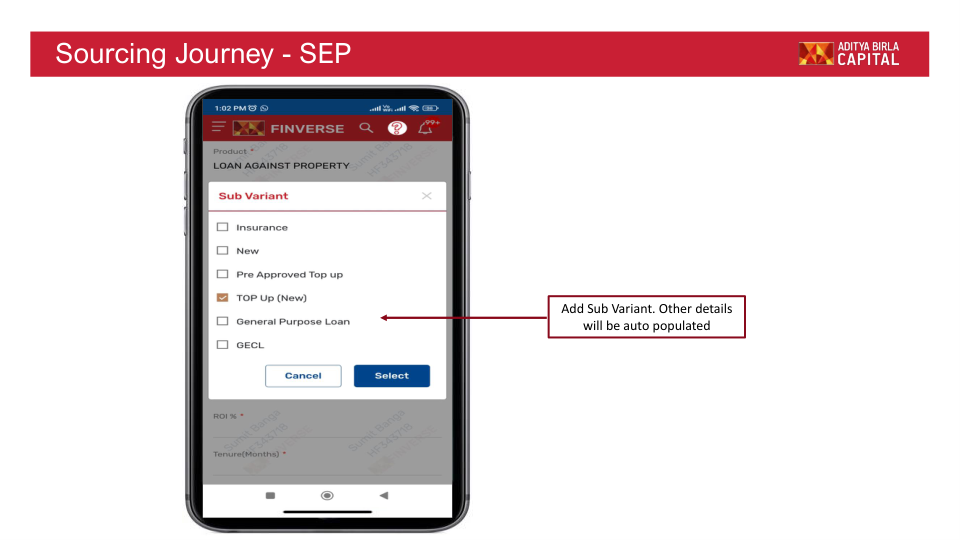 Sourcing Journey - SEP
ADITYA BIRLA
CAPITAL
1:02 PM
FINVERSE
99+
Product *
LOAN AGAINST PROPERTY
Sub Variant
Insurance
New
Pre Approved Top up
TOP Up (New)
General Purpose Loan
GECL
Cancel
Select
Add Sub Variant. Other details
will be auto populated
ROI % *
Tenure(Months) *